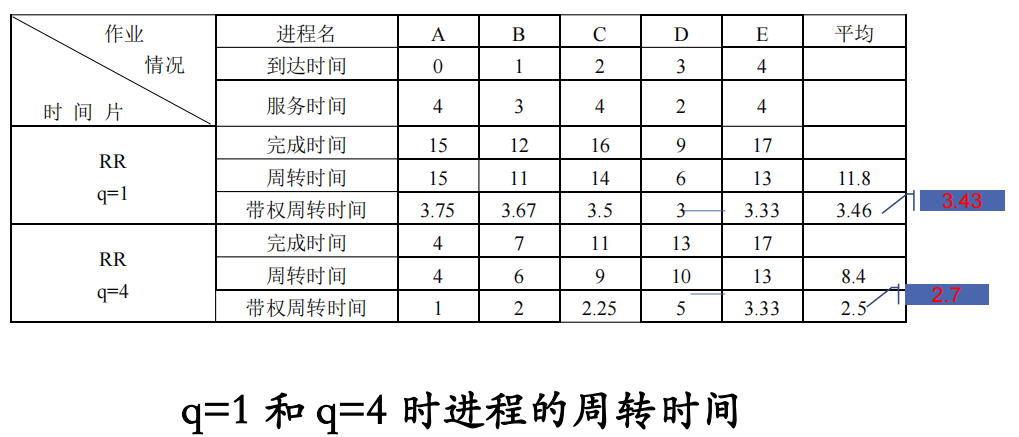 作业 情况 时间片 进程名 A B C D E 平均
到达时间 0 1 2 3 4
服务时间 4 3 4 2 4
RR q=1 完成时间 15 12 16 9 17
周转时间 15 11 14 6 13 11.8
带权周转时间 3.75 3.67 3.5 3 3.33 3.46 3.43
RR q=4 完成时间 4 7 11 13 17
周转时间 4 6 9 10 13 8.4
带权周转时间 1 2 2.25 5 3.33 2.5 2.7
q=1 和 q=4 时进程的周转时间